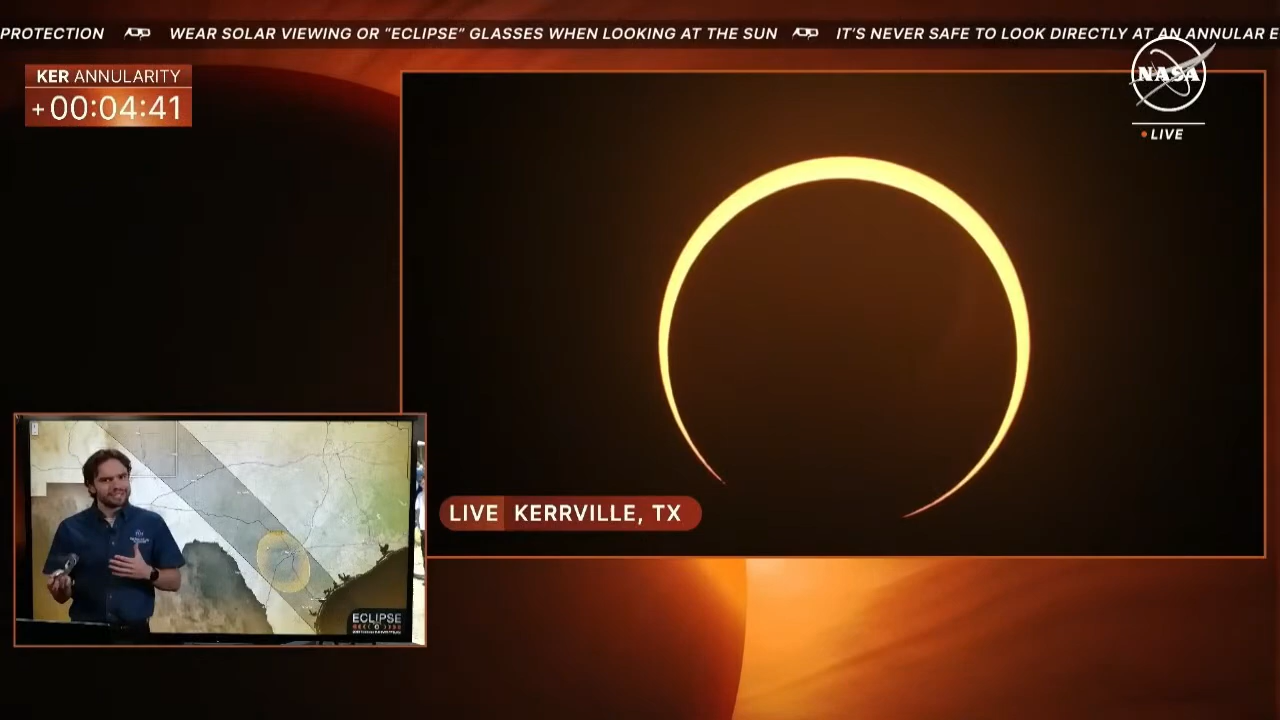 PROTECTION WEAR SOLAR VIEWING OR “ECLIPSE” GLASSES WHEN LOOKING AT THE SUN IT’S NEVER SAFE TO LOOK DIRECTLY AT AN ANNULAR E
NASA
LIVE
KER ANNULARITY
+00:04:41
LIVE KERRVILLE, TX
ECLIPSE